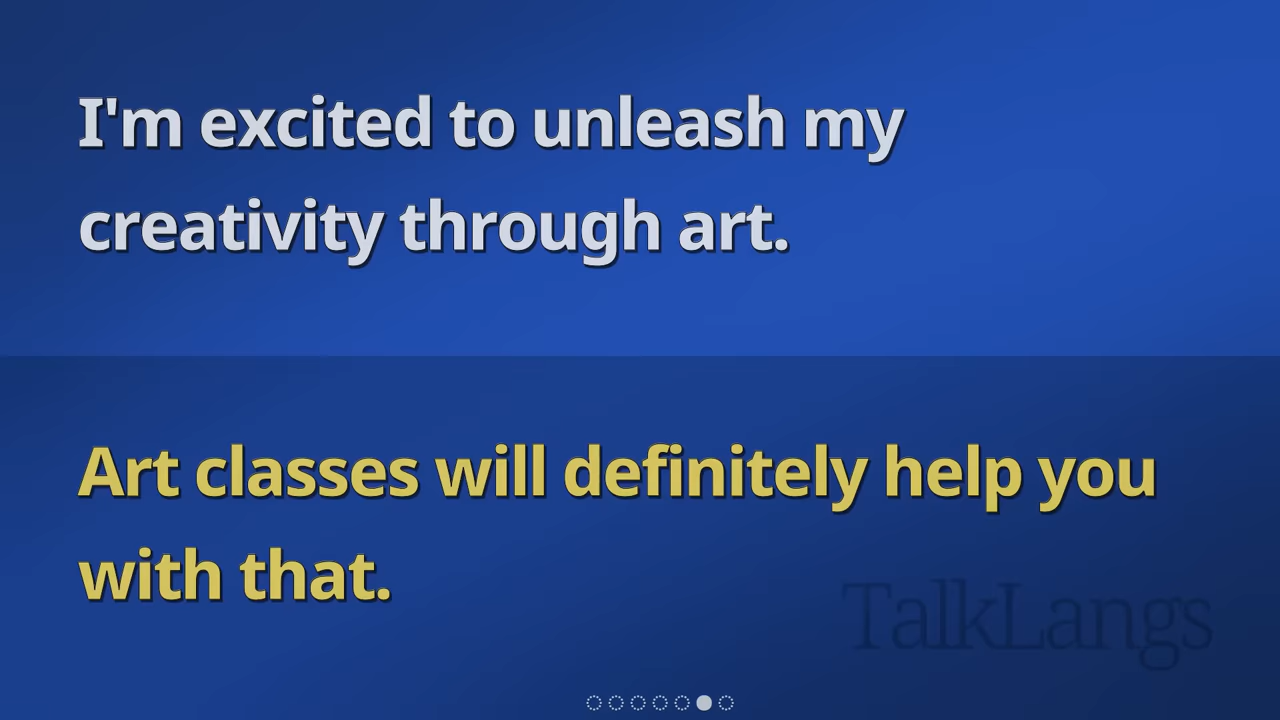 I'm excited to unleash my
creativity through art.
Art classes will definitely help you
with that.
TalkLangs